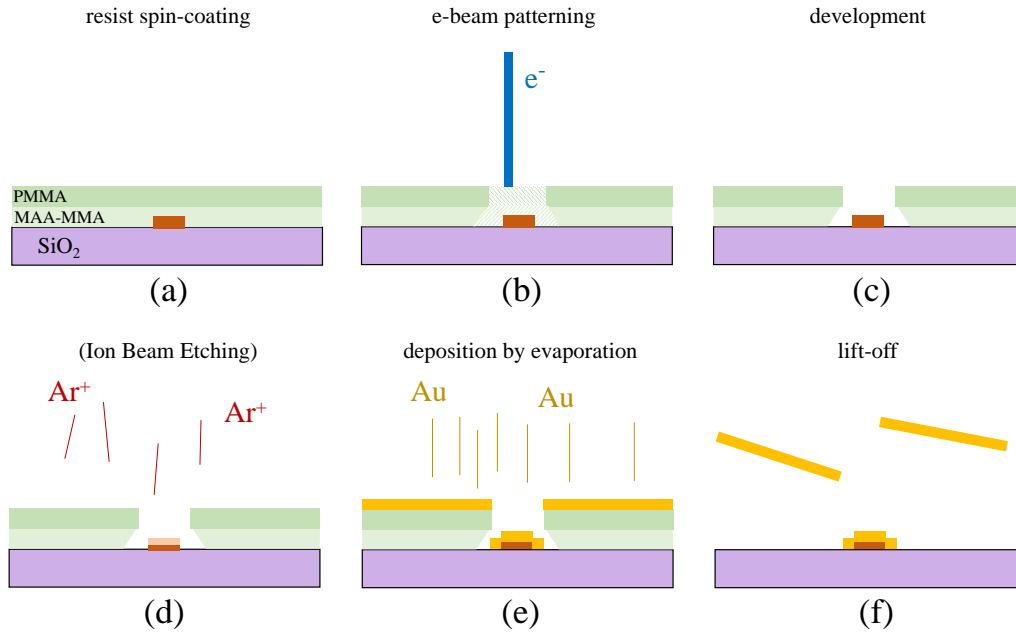 resist spin-coating
e-beam patterning
development
e⁻
PMMA
MAA-MMA
SiO₂
(a)
(b)
(c)
(Ion Beam Etching)
deposition by evaporation
lift-off
Ar⁺
Ar⁺
Au
Au
(d)
(e)
(f)